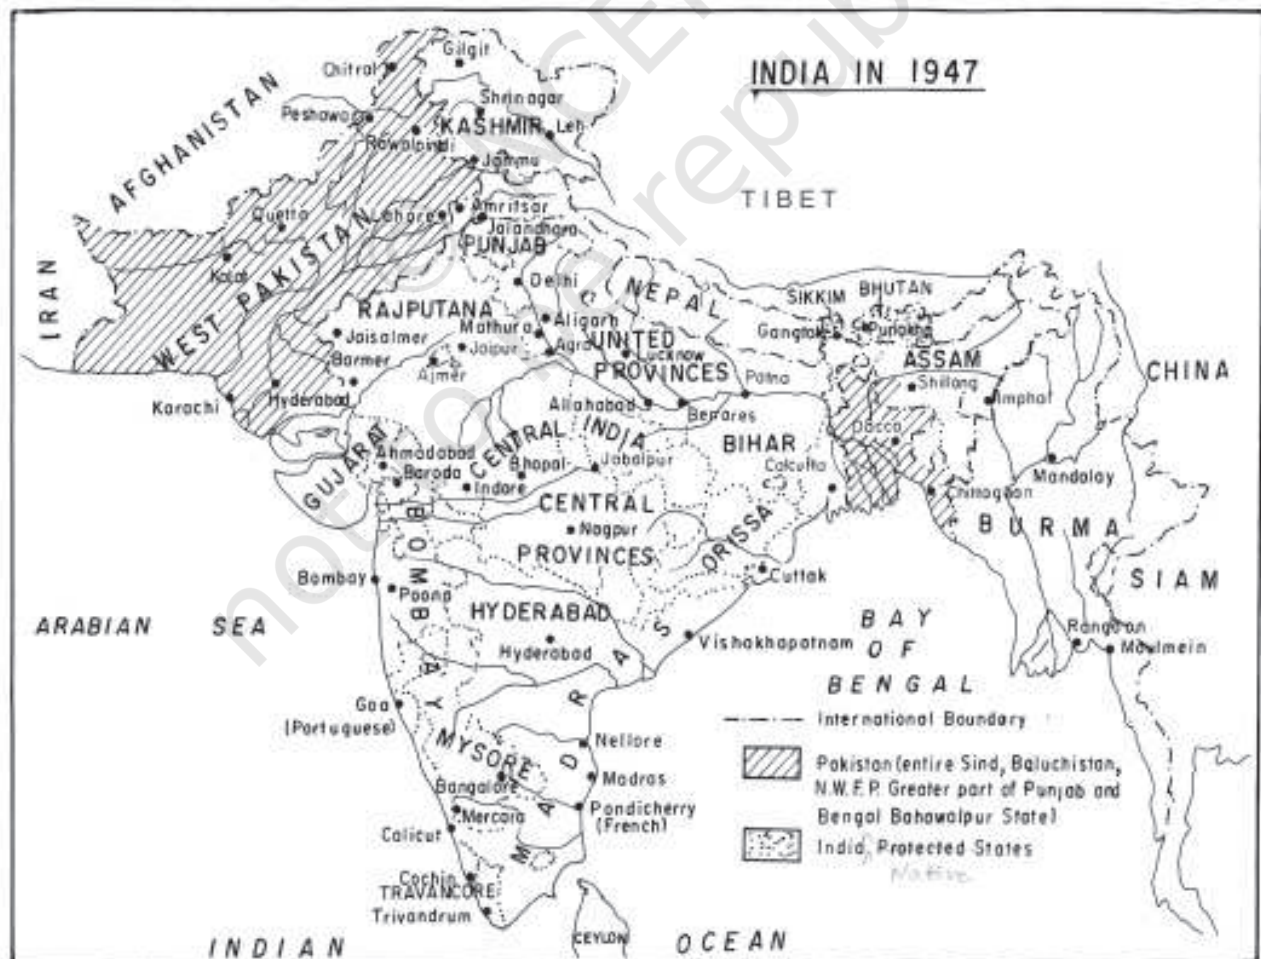 INDIA IN 1947
Gilgit
Chitral
Shrinagar
Peshawar
KASHMIR
Leh
Rawalpindi
Jammu
AFGHANISTAN
TIBET
Amritsar
Lahore
Quetta
Jalandhara
PUNJAB
Kalat
WEST PAKISTAN
IRAN
Delhi
NEPAL
SIKKIM
BHUTAN
RAJPUTANA
Mathura
Aligarh
Gangtok
Punakha
Jaisalmer
Jaipur
Agra
UNITED
Lucknow
PROVINCES
ASSAM
Barmer
Ajmer
Patna
Shillong
CHINA
Karachi
Hyderabad
Allahabad
Benares
Imphal
CENTRAL INDIA
BIHAR
Dacca
GUJARAT
Ahmadabad
Baroda
Bhopal
Jabalpur
Calcutta
Mandalay
Indore
CENTRAL
Nagpur
PROVINCES
ORISSA
BURMA
Bombay
BOMBAY
Poona
Cuttak
SIAM
HYDERABAD
Hyderabad
Vishakhapatnam
ARABIAN SEA
BAY
OF
BENGAL
Moulmein
Goa
(Portuguese)
MYSORE
Nellore
MADRAS
Bangalore
Madras
Mercara
Pondicherry
(French)
Calicut
Cochin
TRAVANCORE
Trivandrum
CEYLON
INDIAN OCEAN
International Boundary
Pakistan (entire Sind, Baluchistan,
N.W.F.P. Greater part of Punjab and
Bengal Bahawalpur State)
Protected States
Native
not republ